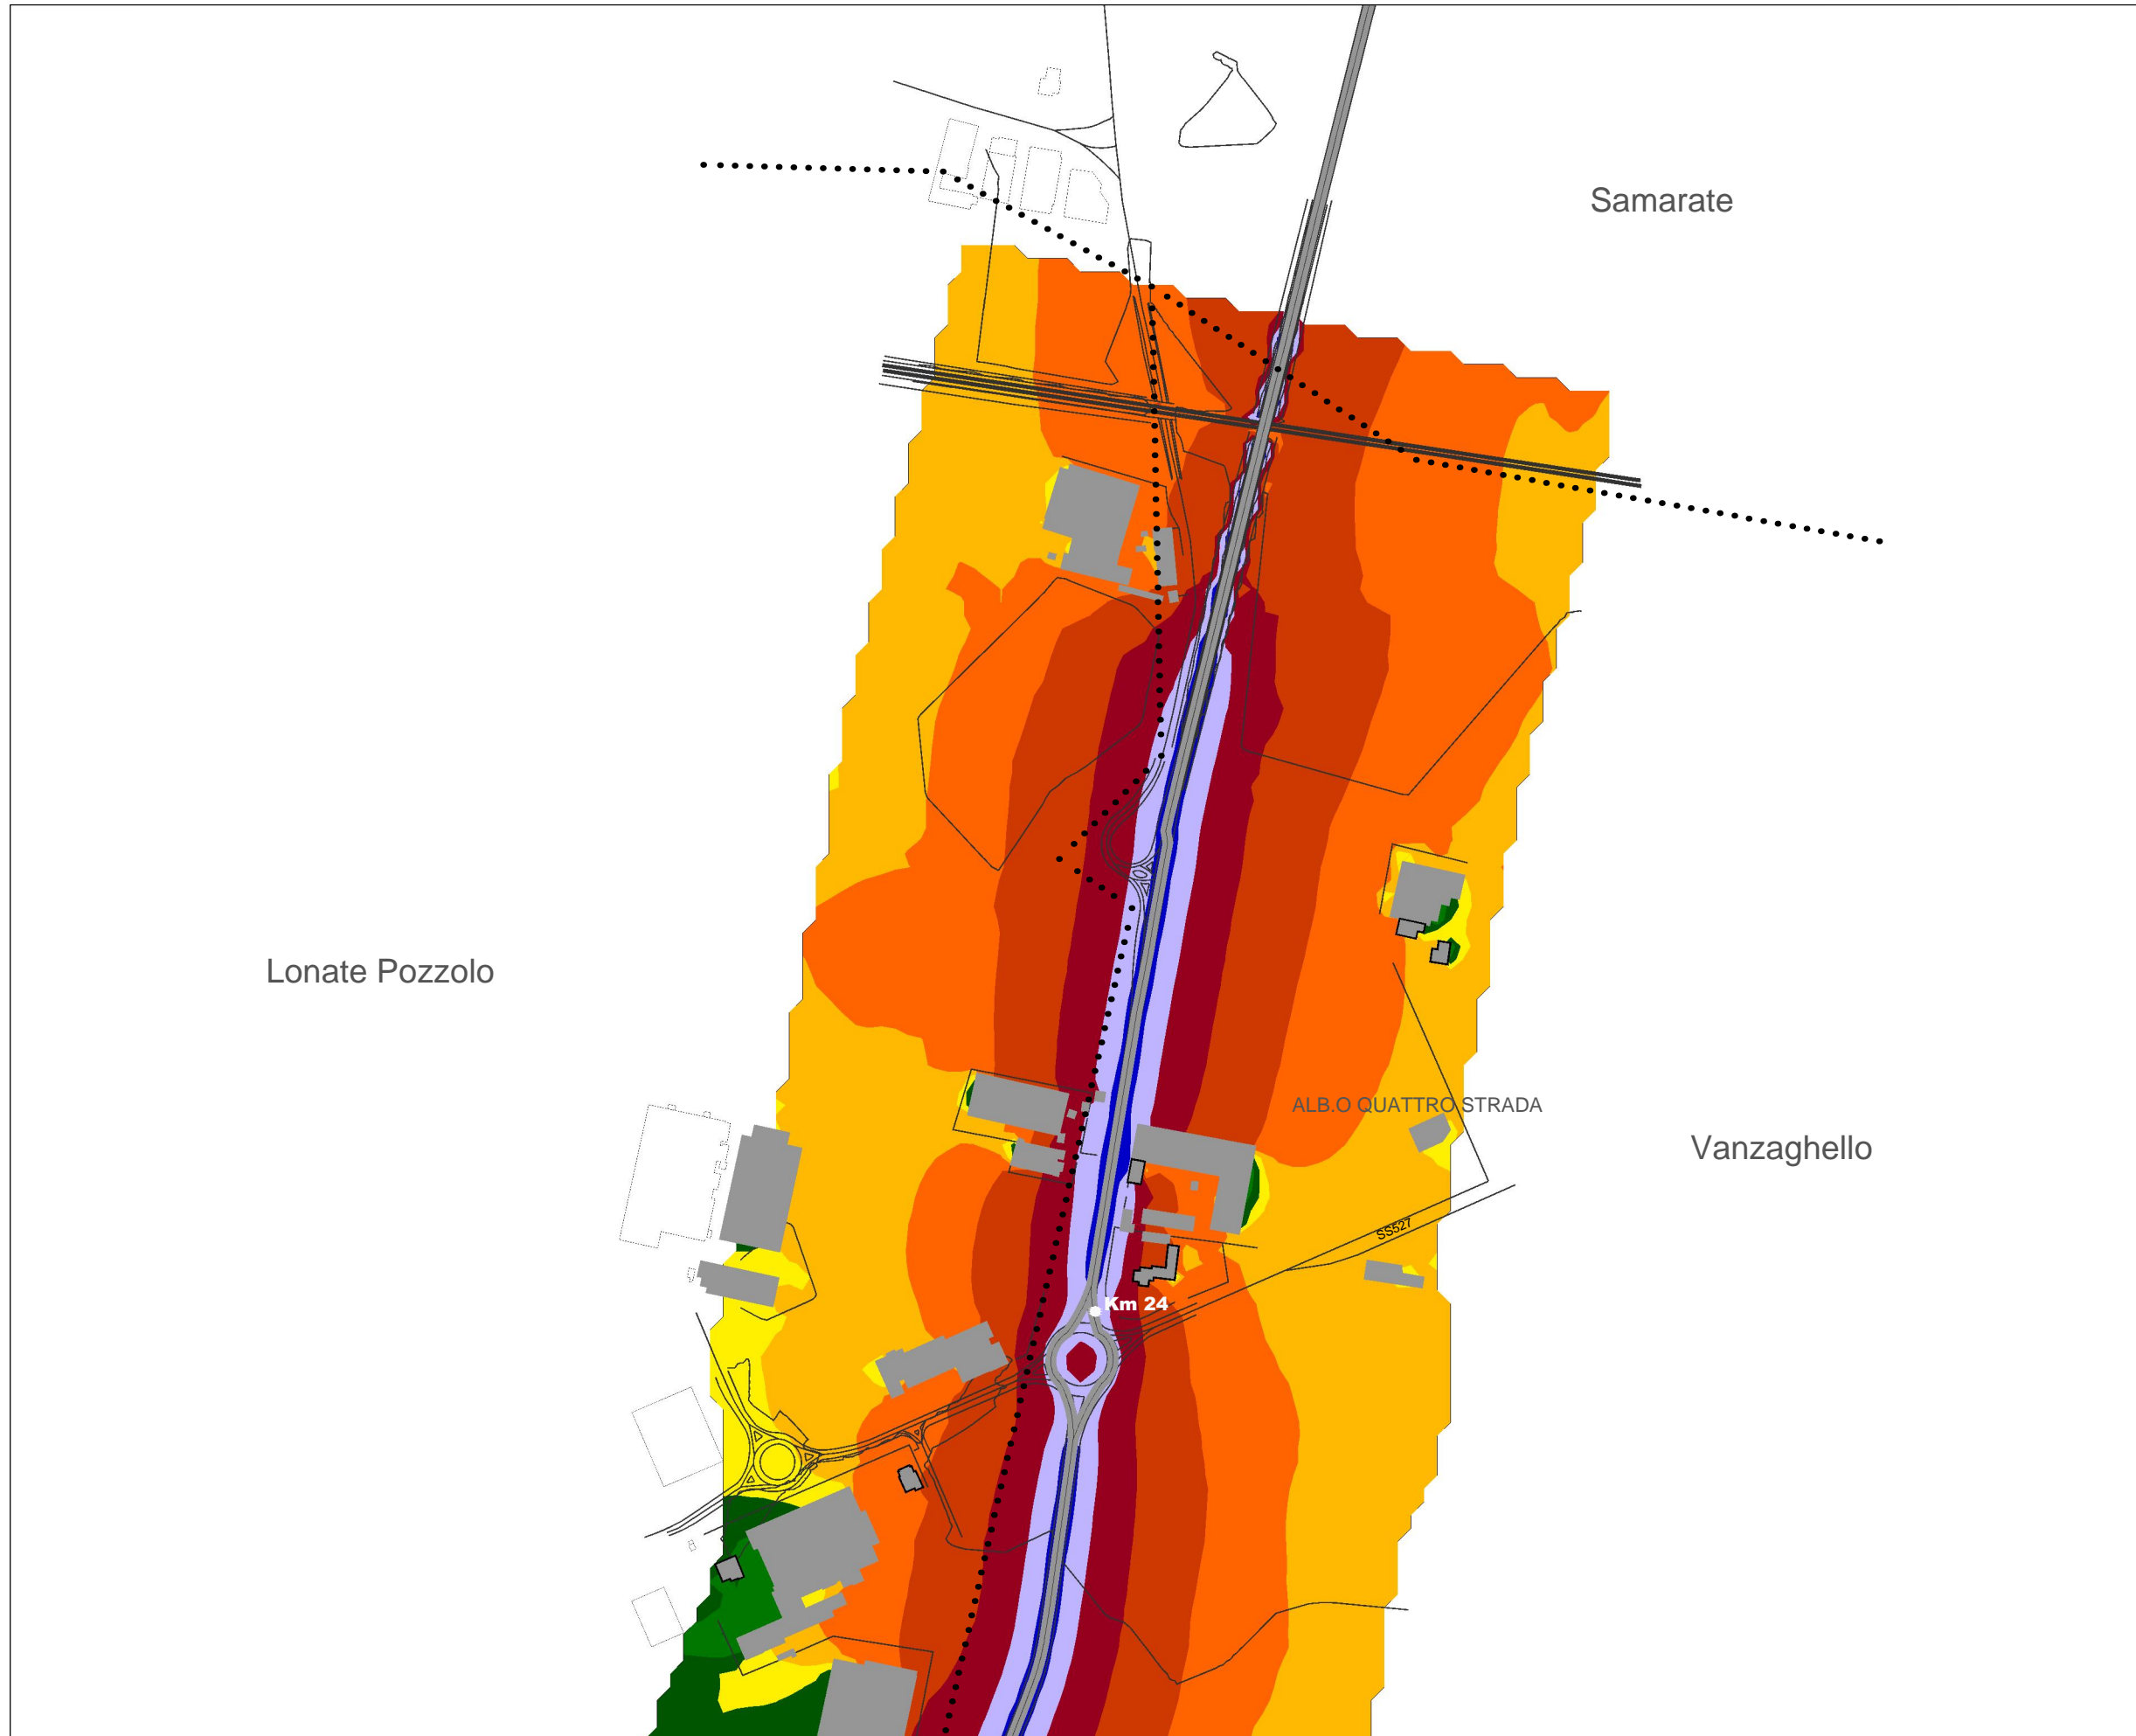 Samarate
Lonate Pozzolo
ALB.O QUATTRO STRADA
Vanzaghello
SS527
Km 24